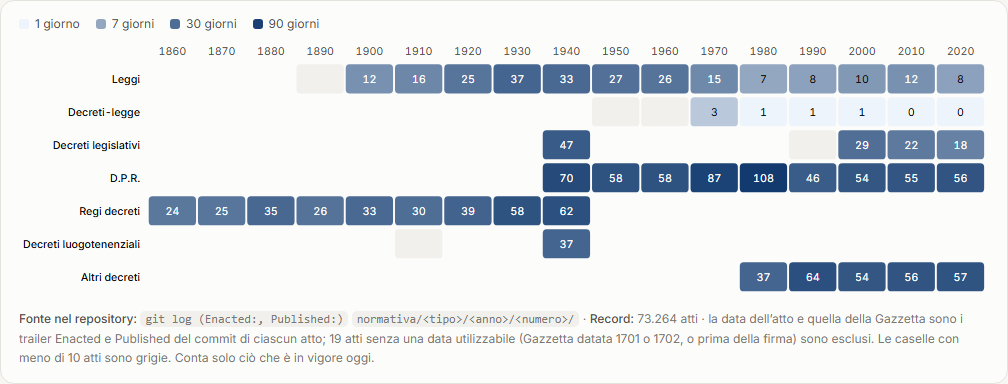 1 giorno 7 giorni 30 giorni 90 giorni
1860 1870 1880 1890 1900 1910 1920 1930 1940 1950 1960 1970 1980 1990 2000 2010 2020
Leggi 12 16 25 37 33 27 26 15 7 8 10 12 8
Decreti-legge 3 1 1 1 0 0
Decreti legislativi 47 29 22 18
D.P.R. 70 58 58 87 108 46 54 55 56
Regi decreti 24 25 35 26 33 30 39 58 62
Decreti luogotenenziali 37
Altri decreti 37 64 54 56 57
Fonte nel repository: git log (Enacted:, Published:) normativa/<tipo>/<anno>/<numero>/ · Record: 73.264 atti · la data dell'atto e quella della Gazzetta sono i
trailer Enacted e Published del commit di ciascun atto; 19 atti senza una data utilizzabile (Gazzetta datata 1701 o 1702, o prima della firma) sono esclusi. Le caselle con
meno di 10 atti sono grigie. Conta solo ciò che è in vigore oggi.